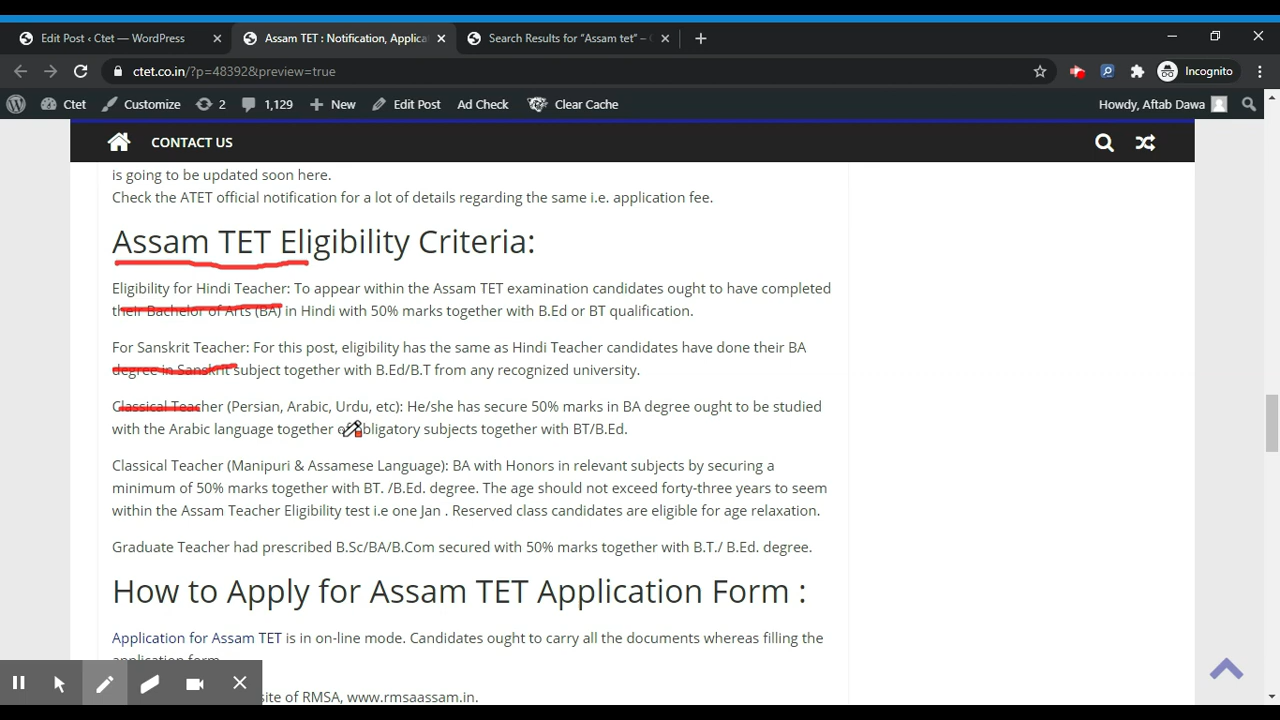 Edit Post ‹ Ctet — WordPress
Assam TET : Notification, Applica
Search Results for “Assam tet” –
ctet.co.in/?p=48392&preview=true
Incognito
Ctet Customize 2 1,129 New Edit Post Ad Check Clear Cache Howdy, Aftab Dawa
CONTACT US
is going to be updated soon here.
Check the ATET official notification for a lot of details regarding the same i.e. application fee.
Assam TET Eligibility Criteria:
Eligibility for Hindi Teacher: To appear within the Assam TET examination candidates ought to have completed
their Bachelor of Arts (BA) in Hindi with 50% marks together with B.Ed or BT qualification.
For Sanskrit Teacher: For this post, eligibility has the same as Hindi Teacher candidates have done their BA
degree in Sanskrit subject together with B.Ed/B.T from any recognized university.
Classical Teacher (Persian, Arabic, Urdu, etc): He/she has secure 50% marks in BA degree ought to be studied
with the Arabic language together of obligatory subjects together with BT/B.Ed.
Classical Teacher (Manipuri & Assamese Language): BA with Honors in relevant subjects by securing a
minimum of 50% marks together with BT. /B.Ed. degree. The age should not exceed forty-three years to seem
within the Assam Teacher Eligibility test i.e one Jan . Reserved class candidates are eligible for age relaxation.
Graduate Teacher had prescribed B.Sc/BA/B.Com secured with 50% marks together with B.T./ B.Ed. degree.
How to Apply for Assam TET Application Form :
Application for Assam TET is in on-line mode. Candidates ought to carry all the documents whereas filling the
application form
site of RMSA, www.rmsaassam.in.